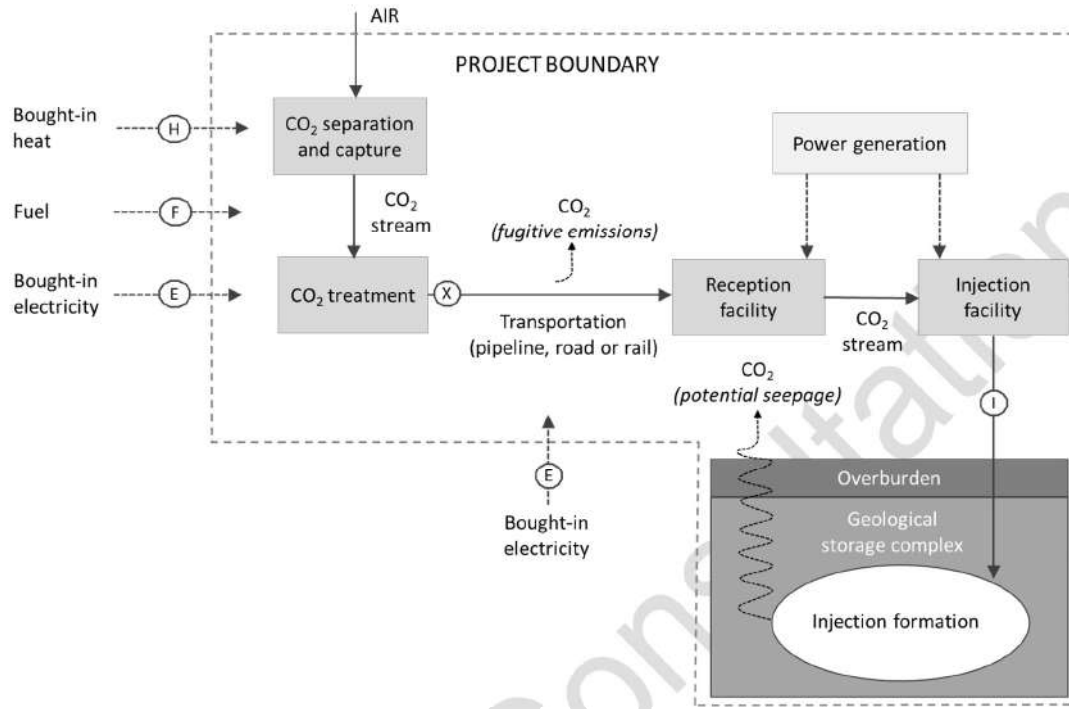 AIR
PROJECT BOUNDARY
Bought-in
heat
H
CO₂ separation
and capture
Power generation
Fuel
F
CO₂
stream
CO₂
(fugitive emissions)
Bought-in
electricity
E
CO₂ treatment
X
Transportation
(pipeline, road or rail)
Reception
facility
CO₂
stream
Injection
facility
CO₂
(potential seepage)
I
E
Bought-in
electricity
Overburden
Geological
storage complex
Injection formation